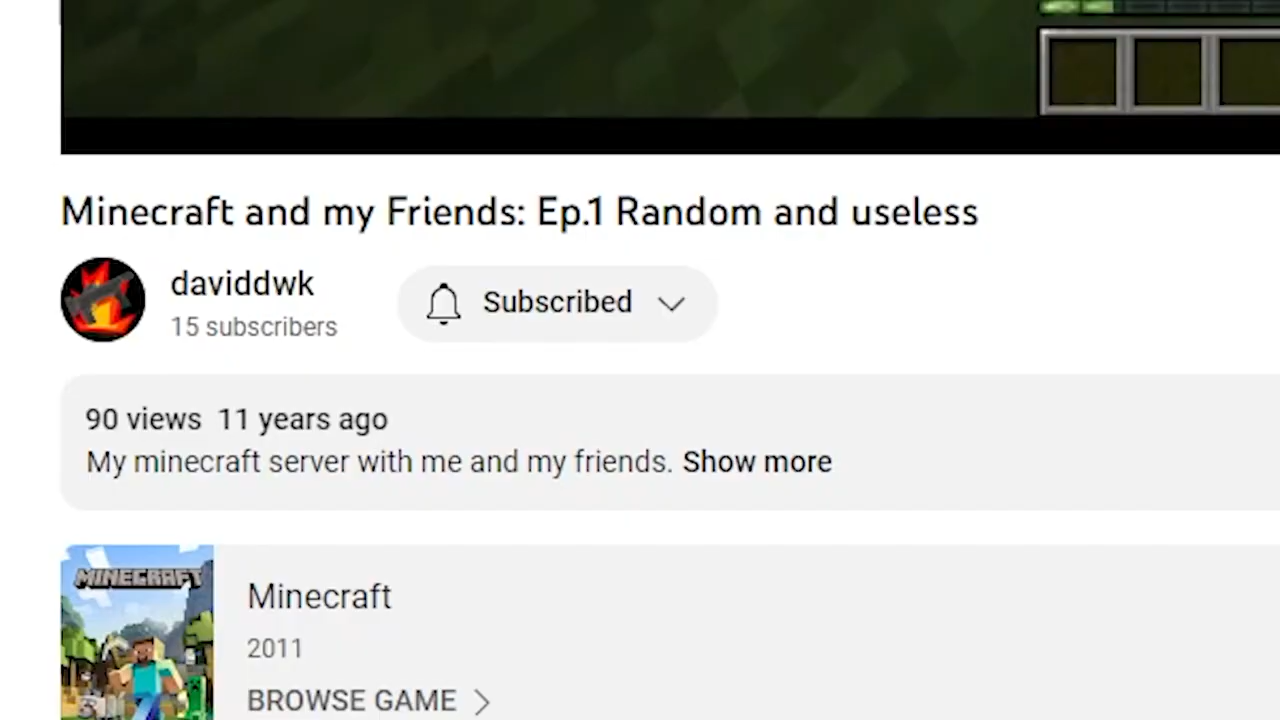 Minecraft and my Friends: Ep.1 Random and useless
daviddwk
Subscribed
15 subscribers
90 views 11 years ago
My minecraft server with me and my friends. Show more
MINECRAFT
Minecraft
2011
BROWSE GAME